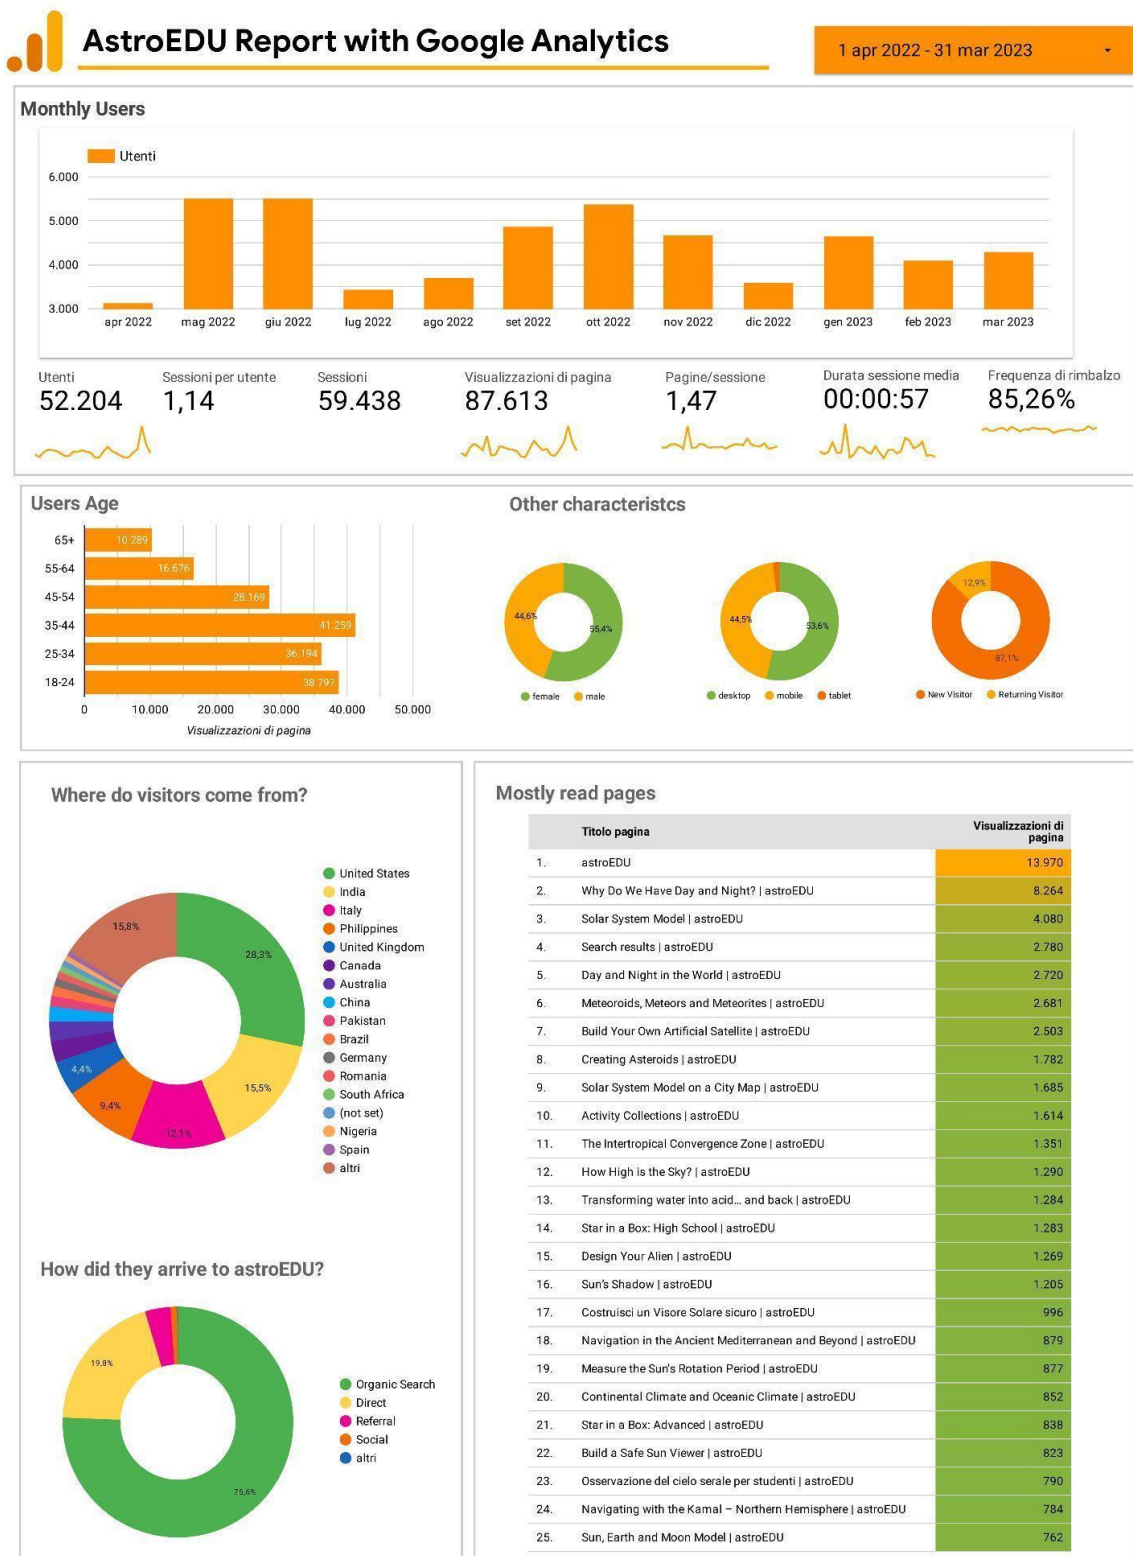 AstroEDU Report with Google Analytics
1 apr 2022 - 31 mar 2023
Monthly Users
Utenti
6.000
5.000
4.000
3.000
apr 2022 mag 2022 giu 2022 lug 2022 ago 2022 set 2022 ott 2022 nov 2022 dic 2022 gen 2023 feb 2023 mar 2023
Utenti Sessioni per utente Sessioni Visualizzazioni di pagina Pagine/sessione Durata sessione media Frequenza di rimbalzo
52.204 1,14 59.438 87.613 1,47 00:00:57 85,26%
Users Age
65+ 10.289
55-64 16.676
45-54 28.169
35-44 41.259
25-34 36.194
18-24 38.797
0 10.000 20.000 30.000 40.000 50.000
Visualizzazioni di pagina
Other characteristcs
44,6% 55,4%
female male
44,5% 53,6%
desktop mobile tablet
12,9%
87,1%
New Visitor Returning Visitor
Where do visitors come from?
15,8%
28,3%
15,5%
12,1%
9,4%
4,4%
United States
India
Italy
Philippines
United Kingdom
Canada
Australia
China
Pakistan
Brazil
Germany
Romania
South Africa
(not set)
Nigeria
Spain
altri
How did they arrive to astroEDU?
19,8%
75,6%
Organic Search
Direct
Referral
Social
altri
Mostly read pages
Titolo pagina Visualizzazioni di pagina
1. astroEDU 13.970
2. Why Do We Have Day and Night? | astroEDU 8.264
3. Solar System Model | astroEDU 4.080
4. Search results | astroEDU 2.780
5. Day and Night in the World | astroEDU 2.720
6. Meteoroids, Meteors and Meteorites | astroEDU 2.681
7. Build Your Own Artificial Satellite | astroEDU 2.503
8. Creating Asteroids | astroEDU 1.782
9. Solar System Model on a City Map | astroEDU 1.685
10. Activity Collections | astroEDU 1.614
11. The Intertropical Convergence Zone | astroEDU 1.351
12. How High is the Sky? | astroEDU 1.290
13. Transforming water into acid... and back | astroEDU 1.284
14. Star in a Box: High School | astroEDU 1.283
15. Design Your Alien | astroEDU 1.269
16. Sun's Shadow | astroEDU 1.205
17. Costruisci un Visore Solare sicuro | astroEDU 996
18. Navigation in the Ancient Mediterranean and Beyond | astroEDU 879
19. Measure the Sun's Rotation Period | astroEDU 877
20. Continental Climate and Oceanic Climate | astroEDU 852
21. Star in a Box: Advanced | astroEDU 838
22. Build a Safe Sun Viewer | astroEDU 823
23. Osservazione del cielo serale per studenti | astroEDU 790
24. Navigating with the Kamal – Northern Hemisphere | astroEDU 784
25. Sun, Earth and Moon Model | astroEDU 762